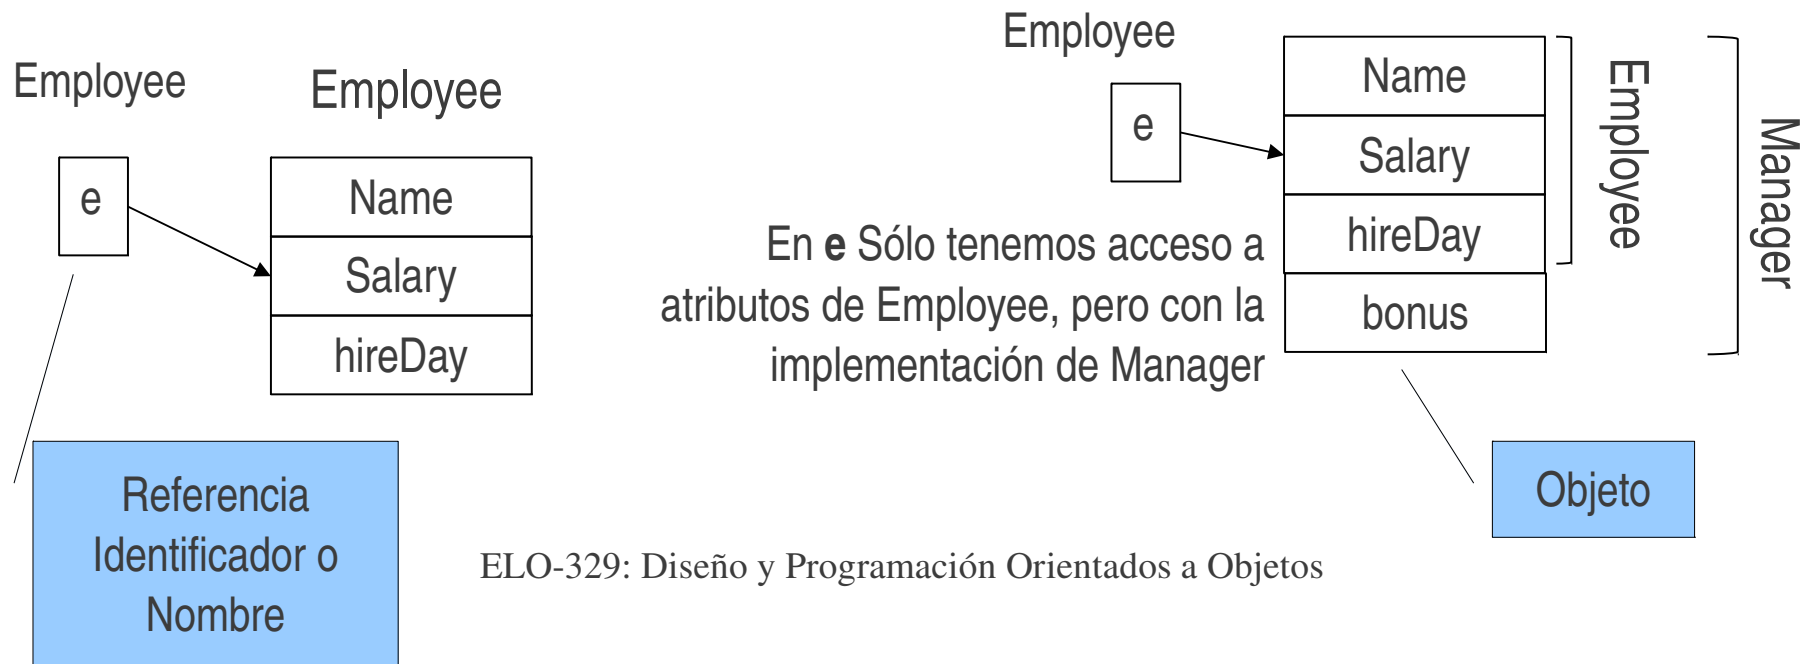 Employee
Employee
e
Name
Salary
hireDay
Referencia
Identificador o
Nombre
Employee
e
Name
Salary
hireDay
bonus
Employee
Manager
En e Sólo tenemos acceso a
atributos de Employee, pero con la
implementación de Manager
Objeto
ELO-329: Diseño y Programación Orientados a Objetos